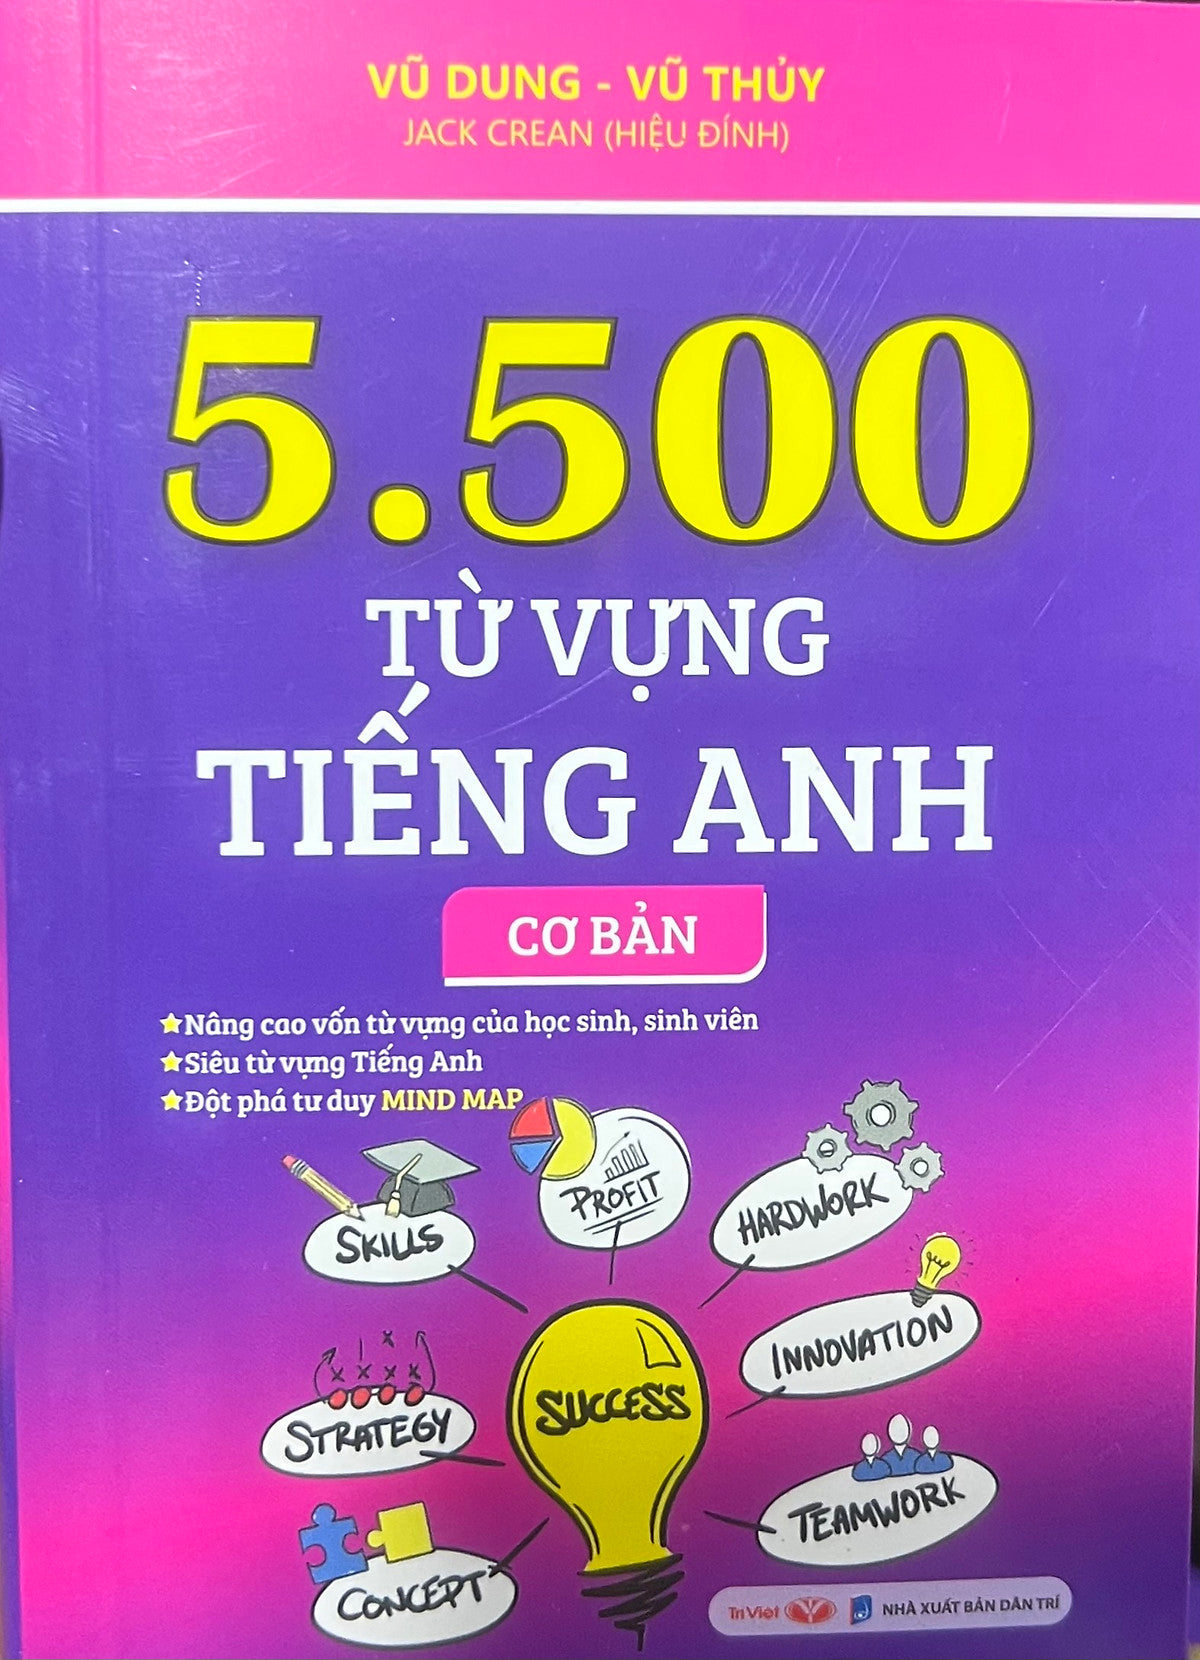 VŨ DUNG - VŨ THỦY
JACK CREAN (HIỆU ĐÍNH)
5.500
TỪ VỰNG
TIẾNG ANH
CƠ BẢN
Nâng cao vốn từ vựng của học sinh, sinh viên
Siêu từ vựng Tiếng Anh
Đột phá tư duy MIND MAP
SKILLS
PROFIT
HARDWORK
INNOVATION
SUCCESS
STRATEGY
TEAMWORK
CONCEPT
Tri Việt NHÀ XUẤT BẢN DÂN TRÍ